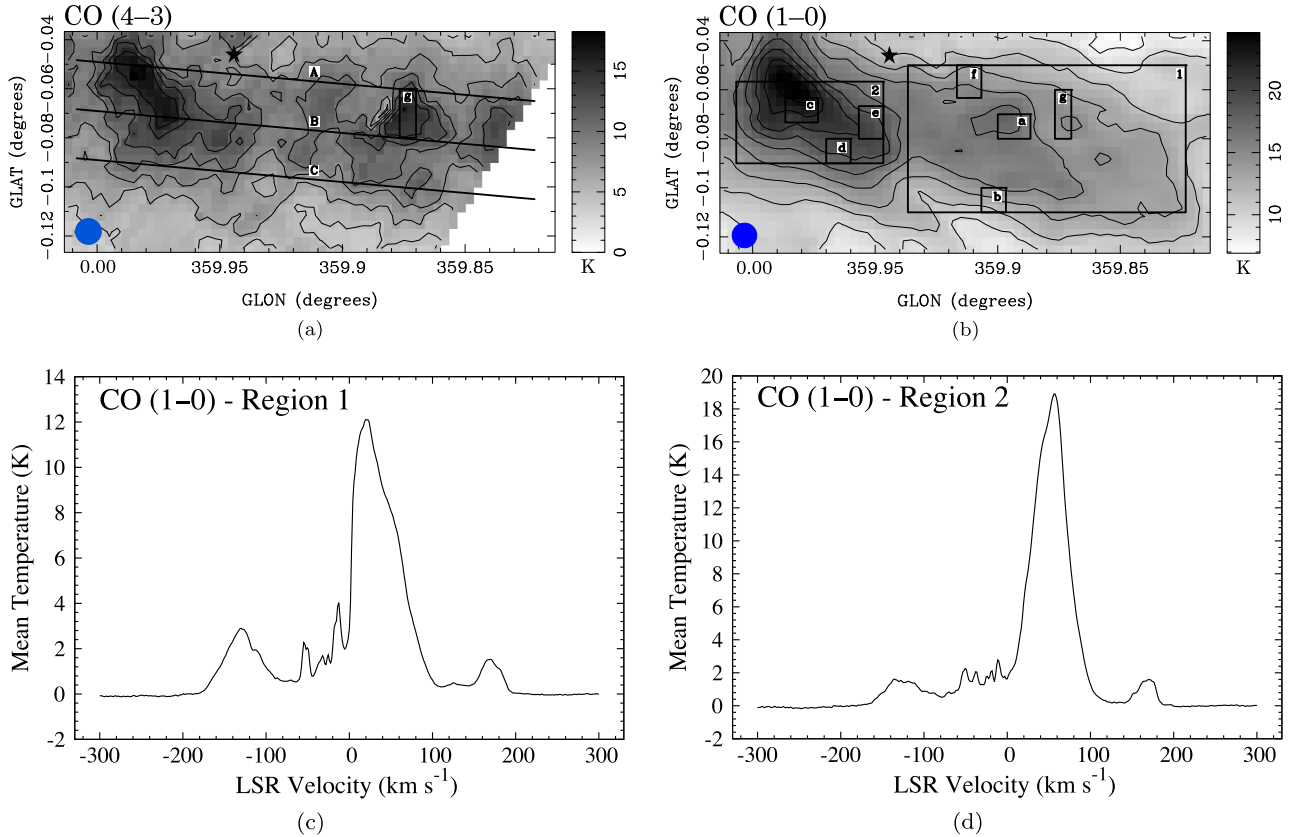 CO (4–3)
GLAT (degrees)
−0.12 −0.1 −0.08 −0.06 −0.04
A
g
B
C
0.00 359.95 359.9 359.85
GLON (degrees)
15
10
5
0
K
(a)
CO (1–0)
GLAT (degrees)
−0.12 −0.1 −0.08 −0.06 −0.04
f 1
2 g
c e a
d
b
0.00 359.95 359.9 359.85
GLON (degrees)
20
15
10
K
(b)
CO (1–0) - Region 1
Mean Temperature (K)
14
12
10
8
6
4
2
0
-2
-300 -200 -100 0 100 200 300
LSR Velocity (km s-1)
(c)
CO (1–0) - Region 2
Mean Temperature (K)
20
18
16
14
12
10
8
6
4
2
0
-2
-300 -200 -100 0 100 200 300
LSR Velocity (km s-1)
(d)